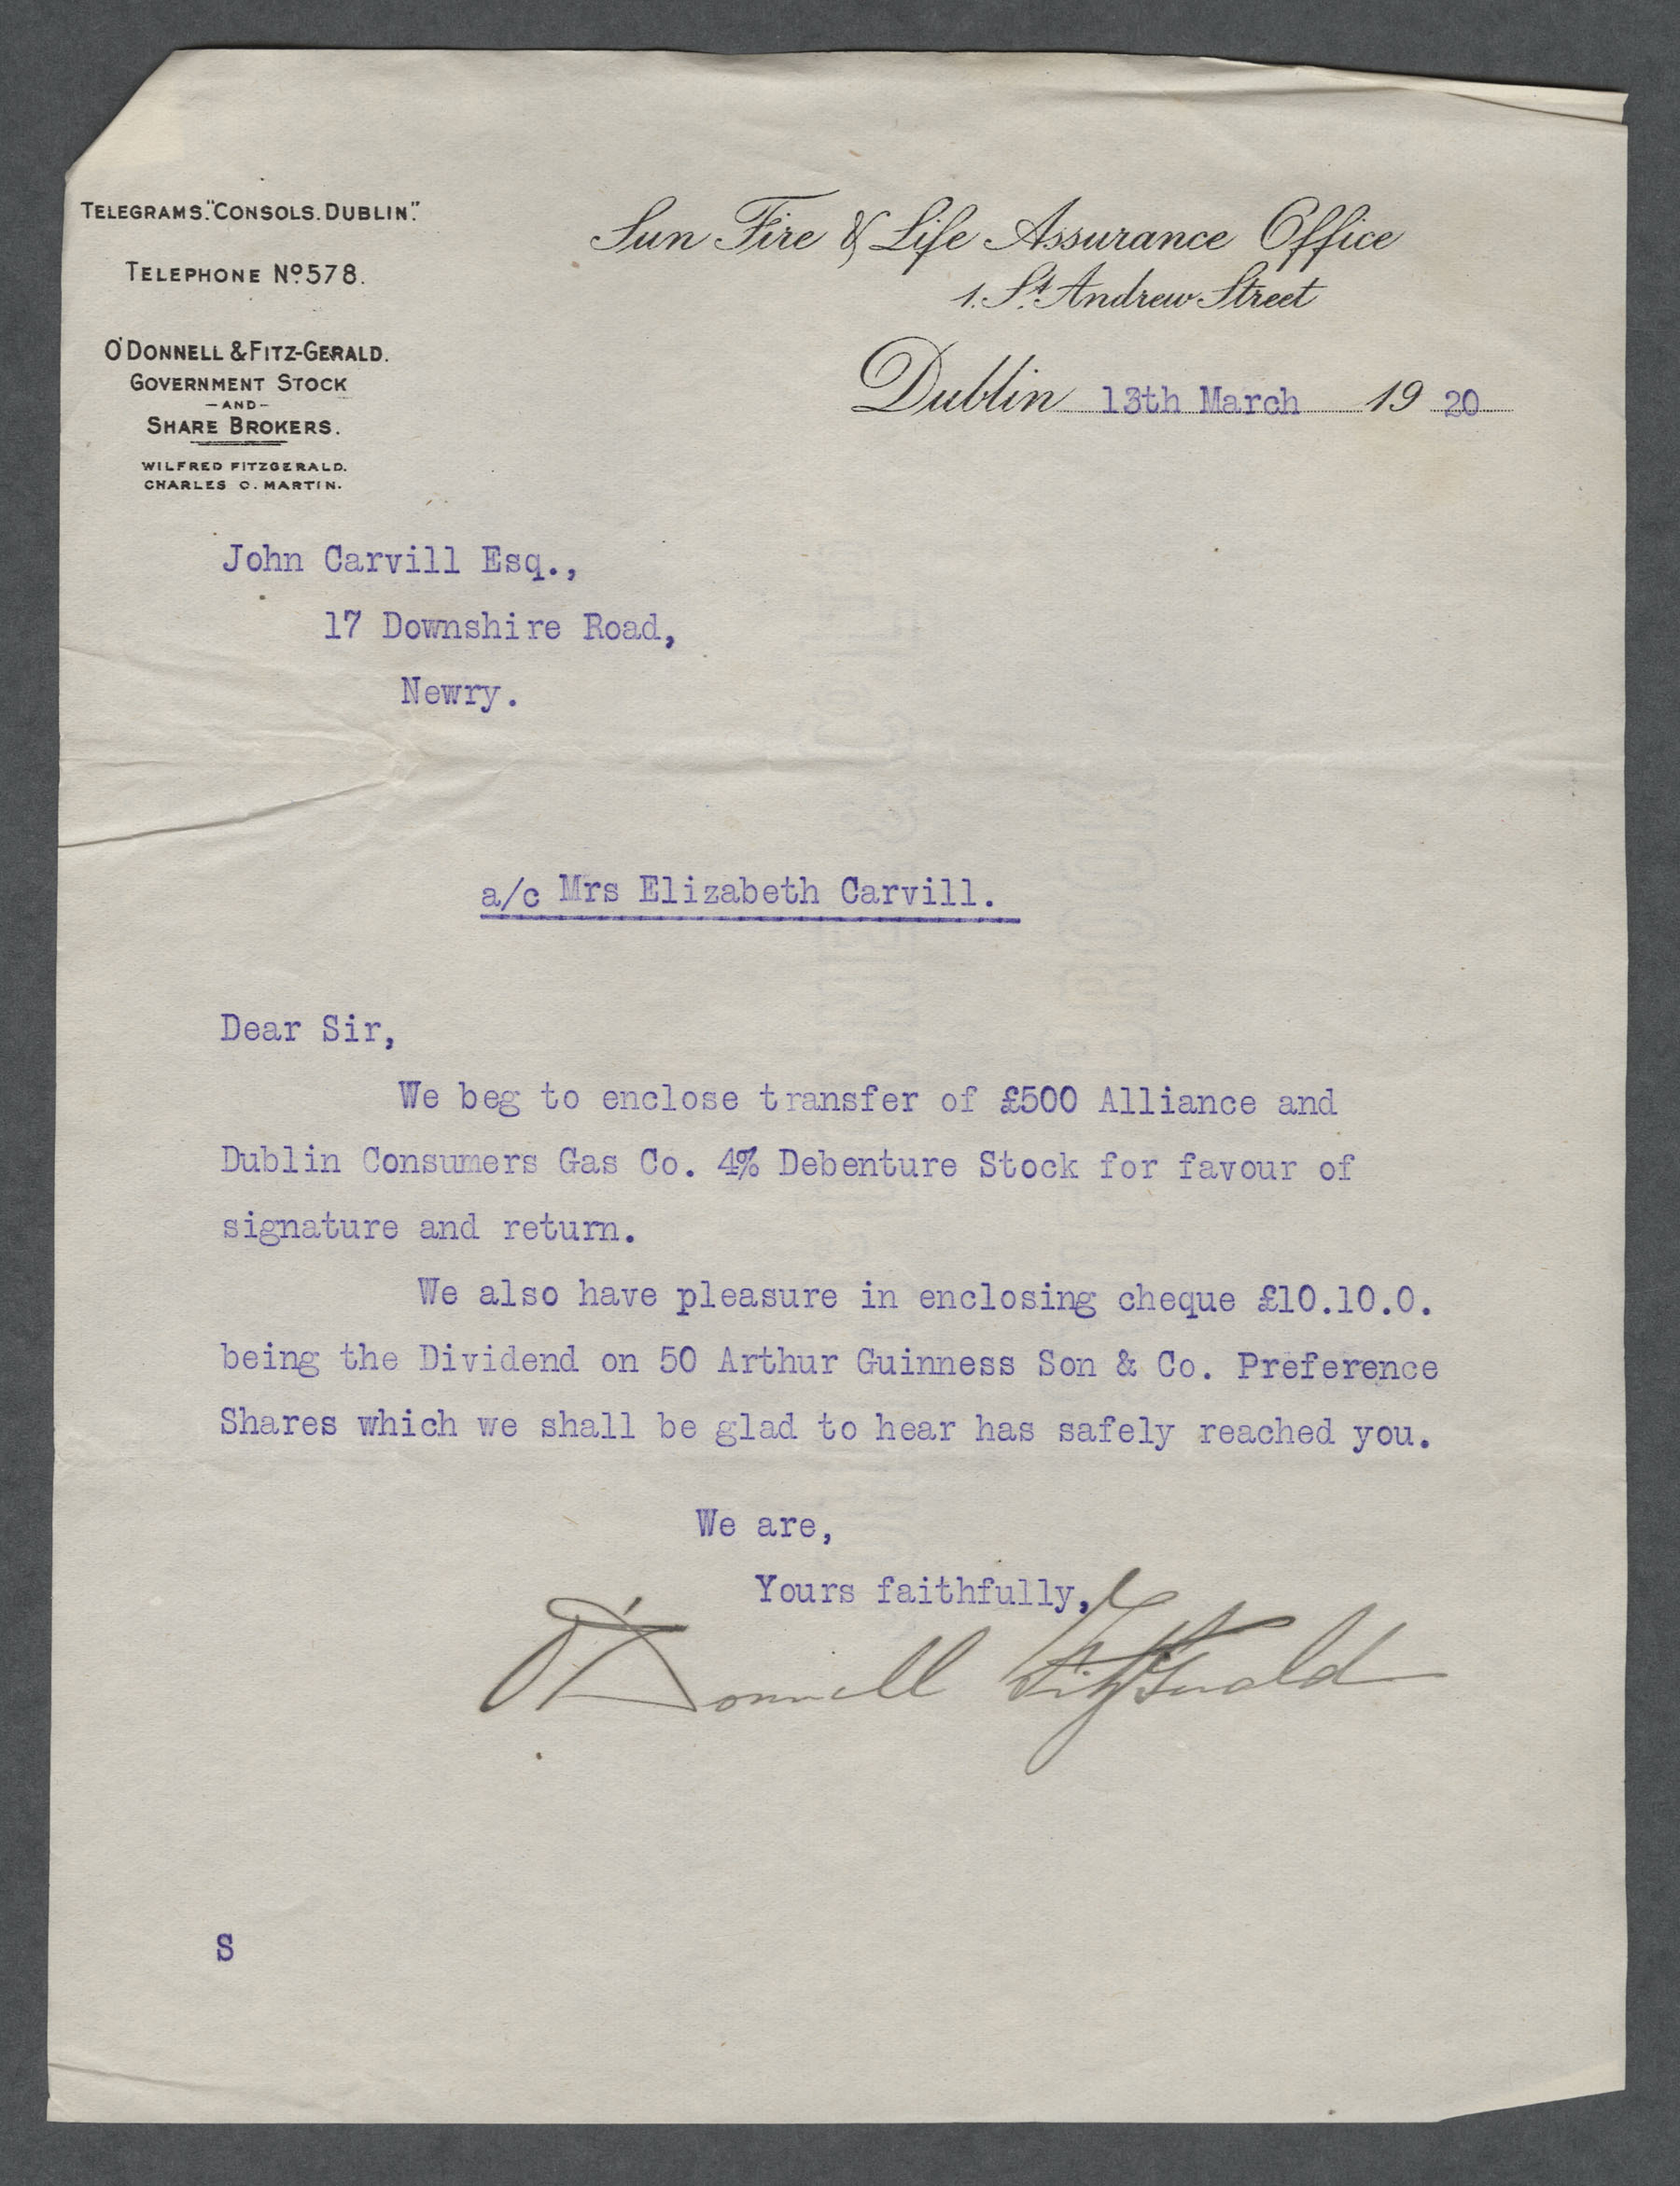 TELEGRAMS."CONSOLS.DUBLIN."
TELEPHONE Nº578.
O'DONNELL & FITZ-GERALD.
GOVERNMENT STOCK
—AND—
SHARE BROKERS.
WILFRED FITZGERALD.
CHARLES O. MARTIN.
Sun Fire & Life Assurance Office
1. St. Andrew Street
Dublin 13th March 1920
John Carvill Esq.,
17 Downshire Road,
Newry.
a/c Mrs Elizabeth Carvill.
Dear Sir,
We beg to enclose transfer of £500 Alliance and
Dublin Consumers Gas Co. 4% Debenture Stock for favour of
signature and return.
We also have pleasure in enclosing cheque £10.10.0.
being the Dividend on 50 Arthur Guinness Son & Co. Preference
Shares which we shall be glad to hear has safely reached you.
We are,
Yours faithfully,
O'Donnell & FitzGerald
S